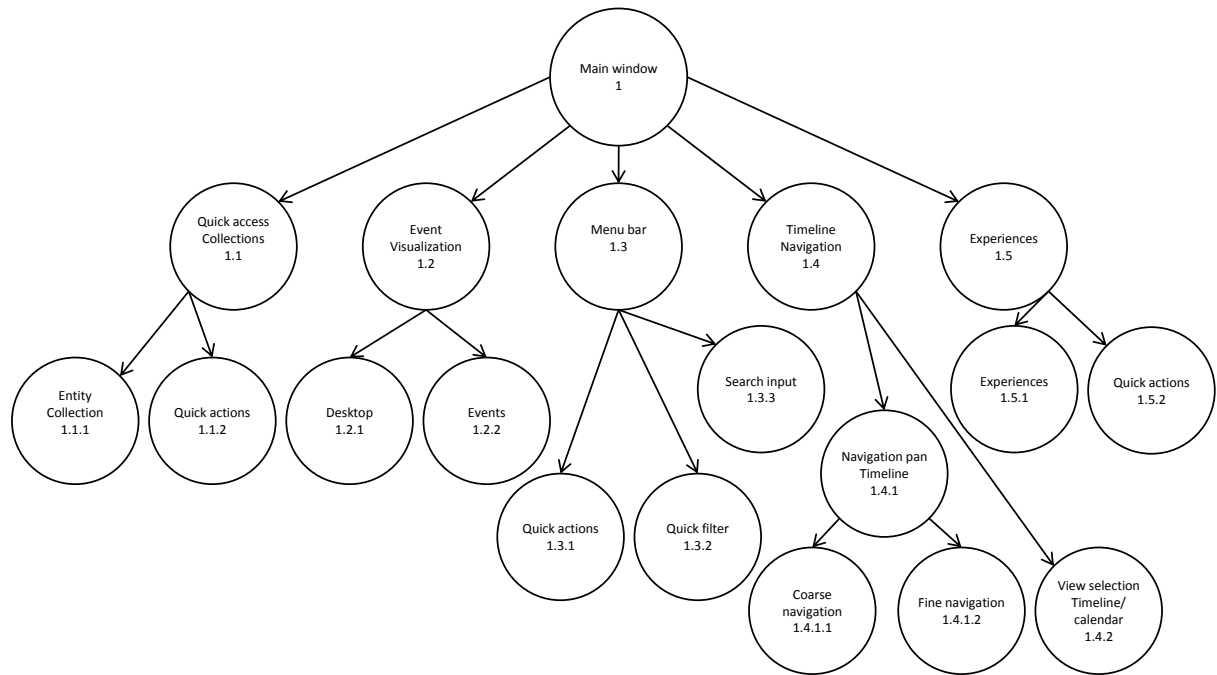 Main window
1
Quick access
Collections
1.1
Event
Visualization
1.2
Menu bar
1.3
Timeline
Navigation
1.4
Experiences
1.5
Entity
Collection
1.1.1
Quick actions
1.1.2
Desktop
1.2.1
Events
1.2.2
Search input
1.3.3
Experiences
1.5.1
Quick actions
1.5.2
Navigation pan
Timeline
1.4.1
Quick actions
1.3.1
Quick filter
1.3.2
Coarse
navigation
1.4.1.1
Fine navigation
1.4.1.2
View selection
Timeline/
calendar
1.4.2